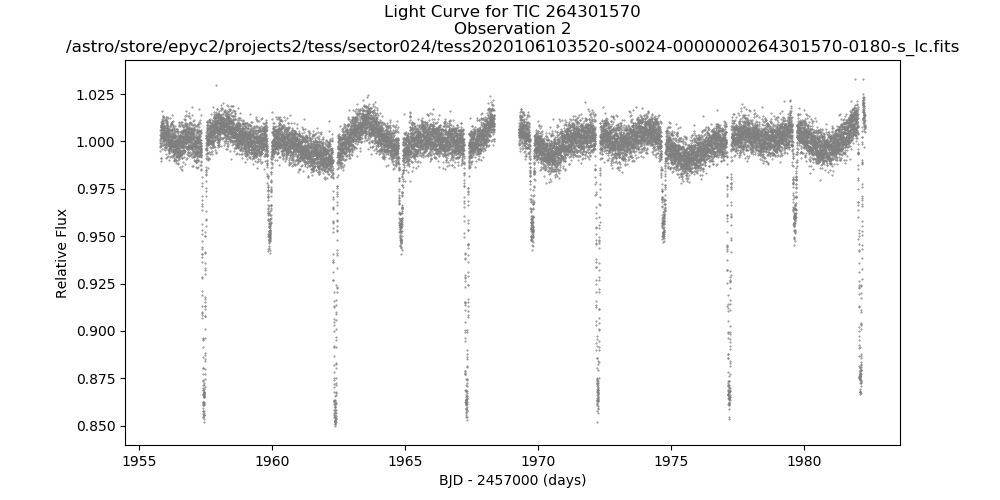 Light Curve for TIC 264301570
Observation 2
/astro/store/epyc2/projects2/tess/sector024/tess2020106103520-s0024-0000000264301570-0180-s_lc.fits
1.025
1.000
0.975
0.950
0.925
0.900
0.875
0.850
Relative Flux
1955 1960 1965 1970 1975 1980
BJD - 2457000 (days)